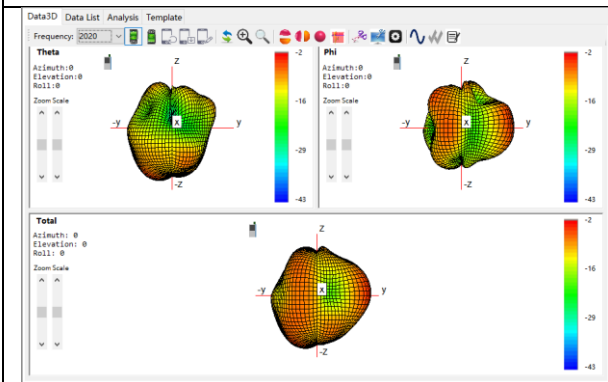 Data3D Data List Analysis Template
Frequency: 2020
Theta
Azimuth:0
Elevation:0
Roll:0
Zoom Scale
Z
-y
x
y
-Z
-2
-16
-29
-43
Phi
Azimuth:0
Elevation:0
Roll:0
Zoom Scale
Z
-y
x
y
-Z
-2
-16
-29
-43
Total
Azimuth: 0
Elevation: 0
Roll: 0
Zoom Scale
Z
-y
x
y
-Z
-2
-16
-29
-43